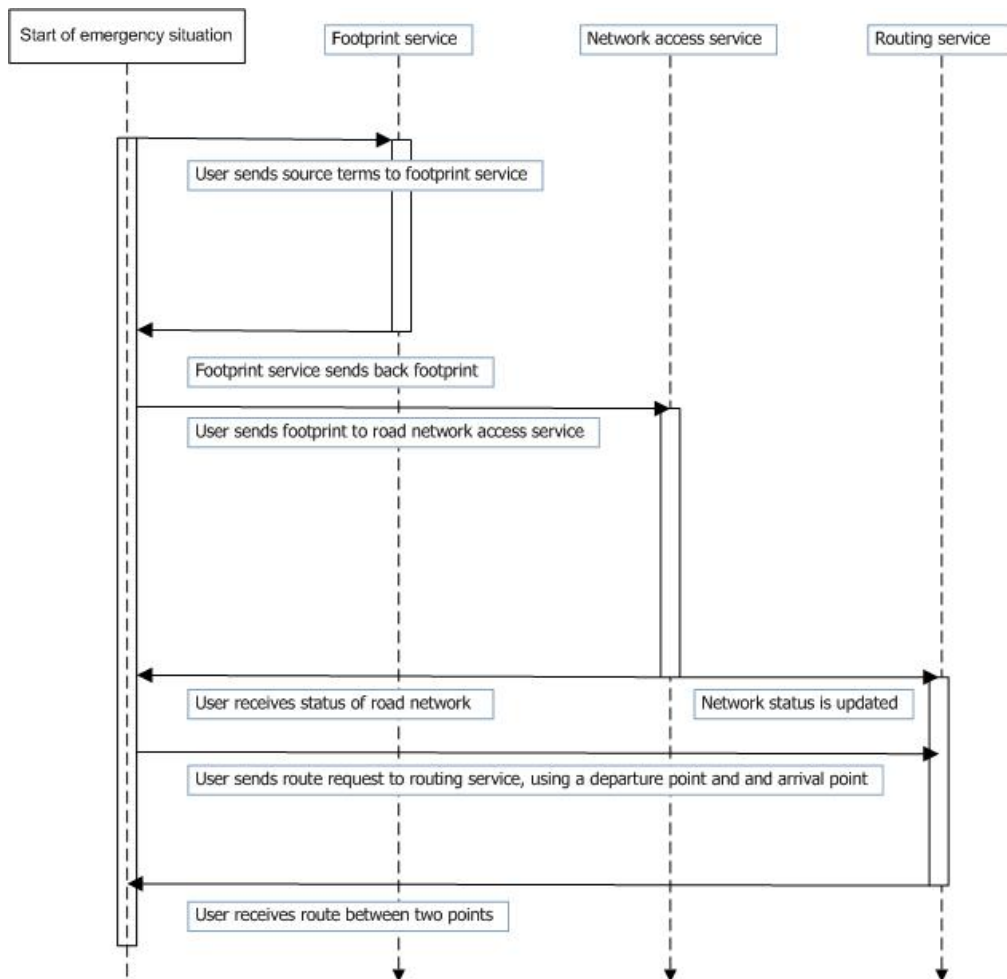 Start of emergency situation
Footprint service
Network access service
Routing service
User sends source terms to footprint service
Footprint service sends back footprint
User sends footprint to road network access service
User receives status of road network
Network status is updated
User sends route request to routing service, using a departure point and and arrival point
User receives route between two points